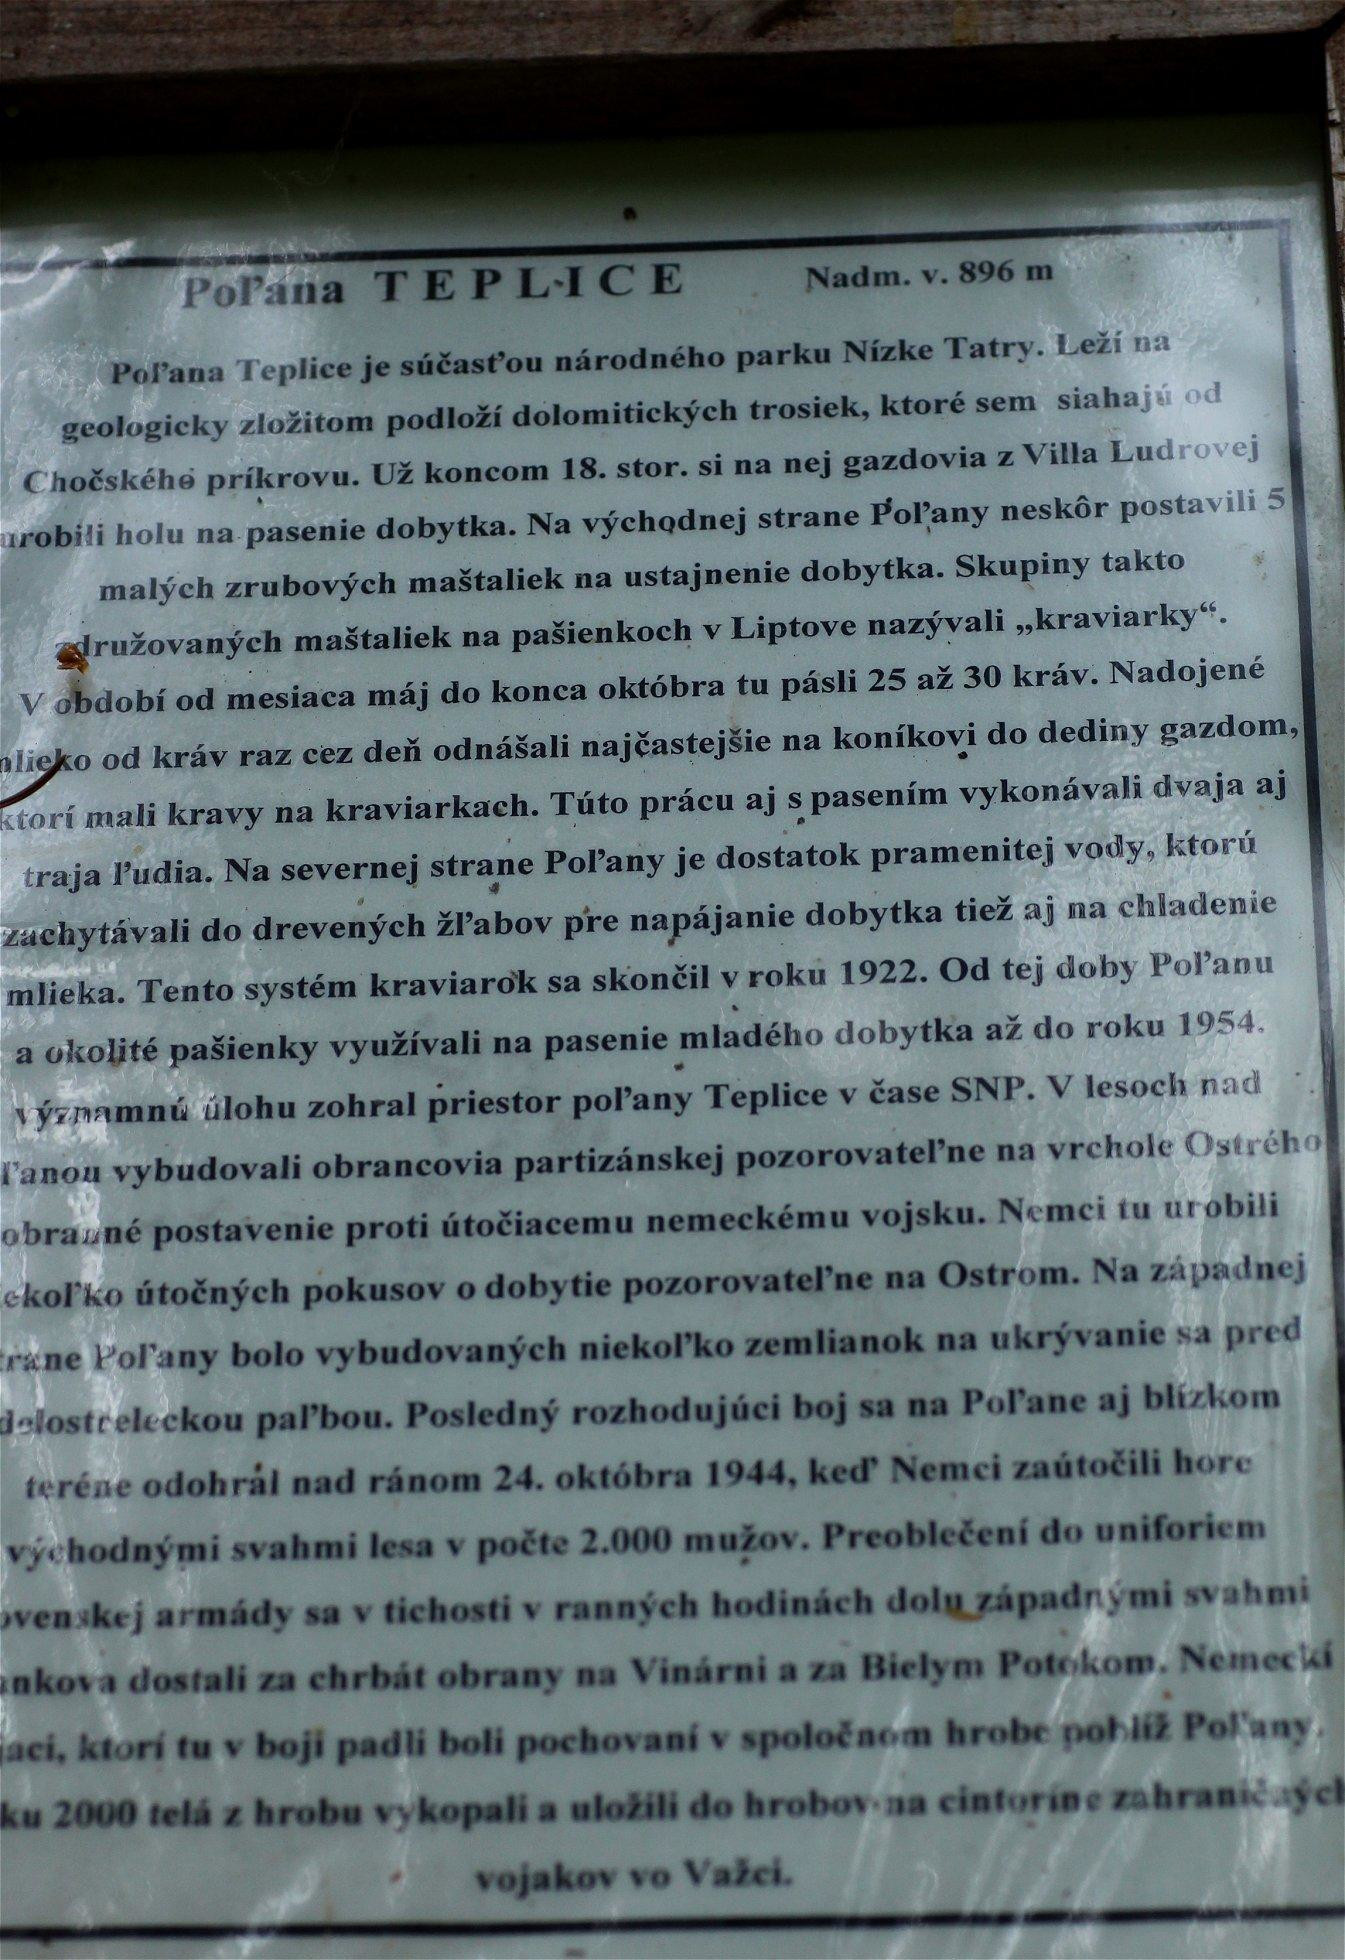 Poľana TEPLICE Nadm. v. 896 m
Poľana Teplice je súčasťou národného parku Nízke Tatry. Leží na
geologicky zložitom podloží dolomitických trosiek, ktoré sem siahajú od
Chočského príkrovu. Už koncom 18. stor. si na nej gazdovia z Villa Ludrovej
urobili holu na pasenie dobytka. Na východnej strane Poľany neskôr postavili 5
malých zrubových maštaliek na ustajnenie dobytka. Skupiny takto
združovaných maštaliek na pašienkoch v Liptove nazývali „kraviarky“.
V období od mesiaca máj do konca októbra tu pásli 25 až 30 kráv. Nadojené
mlieko od kráv raz cez deň odnášali najčastejšie na koníkovi do dediny gazdom,
ktorí mali kravy na kraviarkach. Túto prácu aj s pasením vykonávali dvaja aj
traja ľudia. Na severnej strane Poľany je dostatok pramenitej vody, ktorú
zachytávali do drevených žľabov pre napájanie dobytka tiež aj na chladenie
mlieka. Tento systém kraviarok sa skončil v roku 1922. Od tej doby Poľanu
a okolité pašienky využívali na pasenie mladého dobytka až do roku 1954.
významnú úlohu zohral priestor poľany Teplice v čase SNP. V lesoch nad
ľanou vybudovali obrancovia partizánskej pozorovateľne na vrchole Ostrého
obranné postavenie proti útočiacemu nemeckému vojsku. Nemci tu urobili
ekoľko útočných pokusov o dobytie pozorovateľne na Ostrom. Na západnej
trane Poľany bolo vybudovaných niekoľko zemlianok na ukrývanie sa pred
delostreleckou paľbou. Posledný rozhodujúci boj sa na Poľane aj blízkom
teréne odohrál nad ránom 24. októbra 1944, keď Nemci zaútočili hore
východnými svahmi lesa v počte 2.000 mužov. Preoblečení do uniforiem
ovenskej armády sa v tichosti v ranných hodinách dolu západnými svahmi
nkova dostali za chrbát obrany na Vinárni a za Bielym Potokom. Nemeckí
jaci, ktorí tu v boji padli boli pochovaní v spoločnom hrobe poblíž Poľany.
ku 2000 telá z hrobu vykopali a uložili do hrobov na cintoríne zahraničných
vojakov vo Važci.